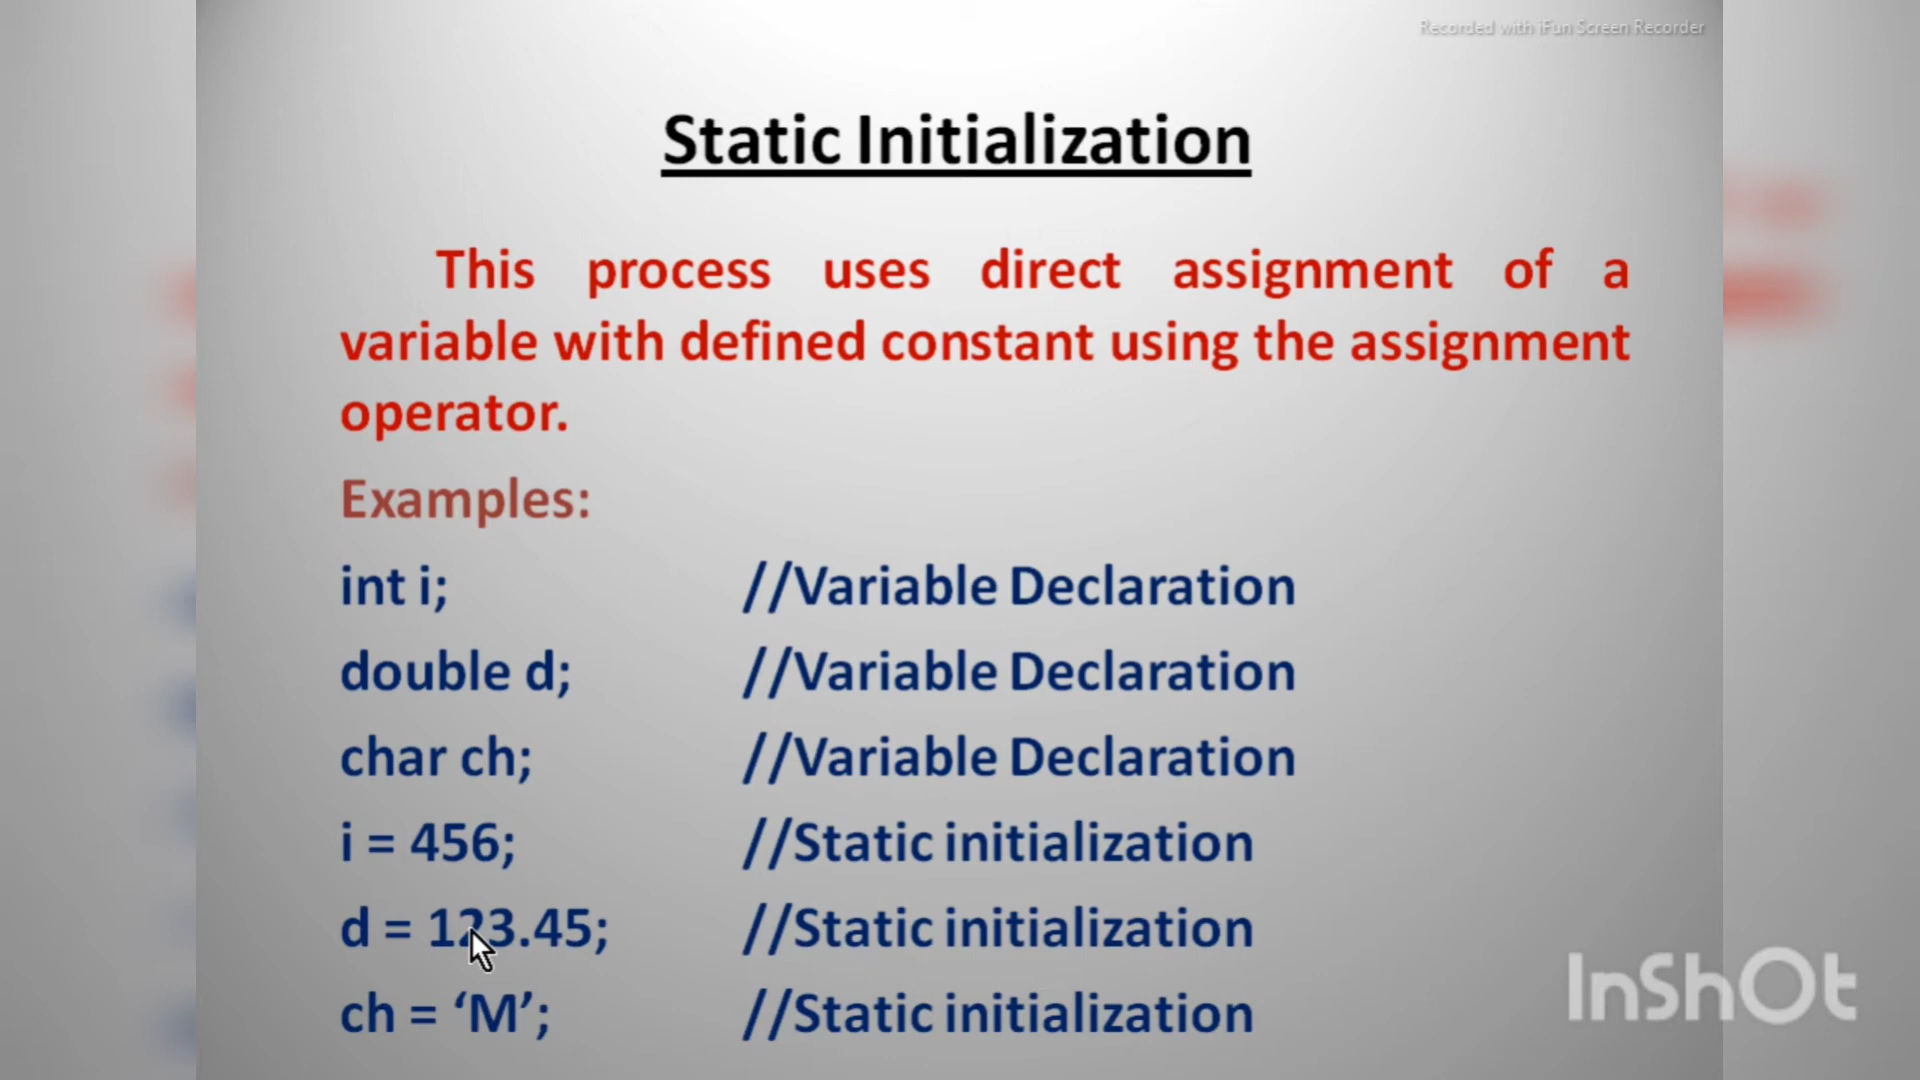 Recorded with iFun Screen Recorder
Static Initialization
This process uses direct assignment of a
variable with defined constant using the assignment
operator.
Examples:
int i; //Variable Declaration
double d; //Variable Declaration
char ch; //Variable Declaration
i = 456; //Static initialization
d = 123.45; //Static initialization
ch = ‘M’; //Static initialization
InShOt